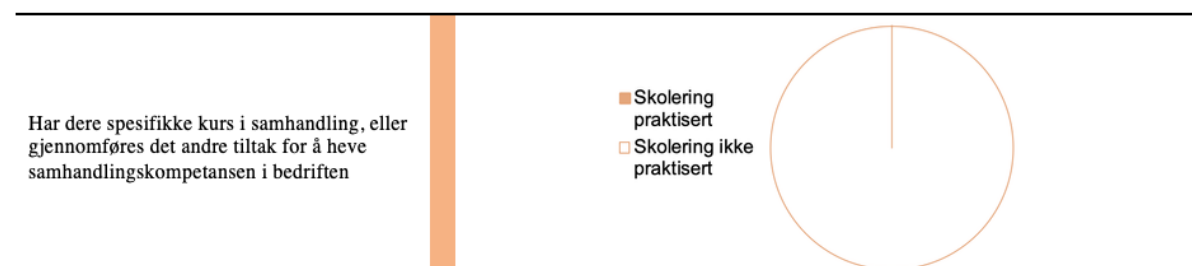 Har dere spesifikke kurs i samhandling, eller
gjennomføres det andre tiltak for å heve
samhandlingskompetansen i bedriften
Skolering
praktisert
Skolering ikke
praktisert